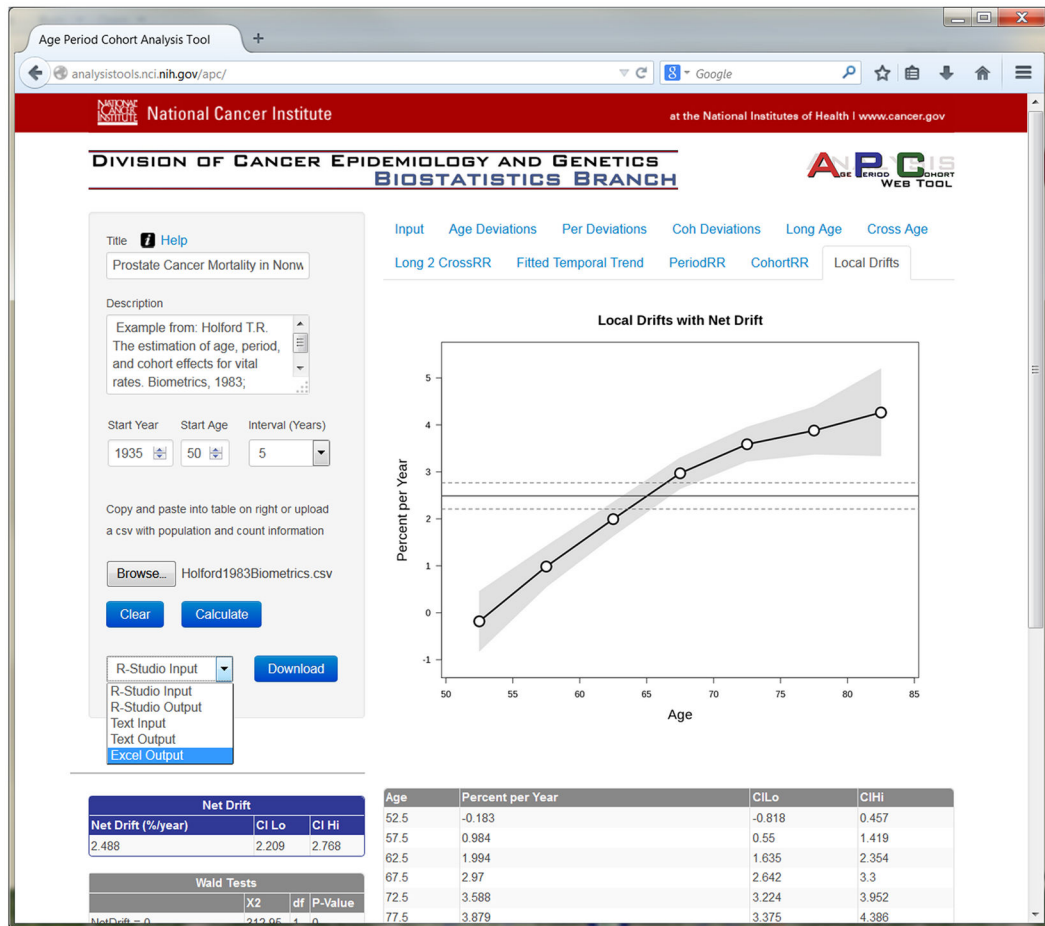 Age Period Cohort Analysis Tool
analysistools.nci.nih.gov/apc/
Google
NATIONAL CANCER INSTITUTE
National Cancer Institute
at the National Institutes of Health | www.cancer.gov
DIVISION OF CANCER EPIDEMIOLOGY AND GENETICS
BIOSTATISTICS BRANCH
ANALYSIS
AGE PERIOD COHORT
WEB TOOL
Title i Help
Prostate Cancer Mortality in Nonw
Description
Example from: Holford T.R.
The estimation of age, period,
and cohort effects for vital
rates. Biometrics, 1983;
Start Year Start Age Interval (Years)
1935 50 5
Copy and paste into table on right or upload
a csv with population and count information
Browse... Holford1983Biometrics.csv
Clear Calculate
R-Studio Input Download
R-Studio Input
R-Studio Output
Text Input
Text Output
Excel Output
Input Age Deviations Per Deviations Coh Deviations Long Age Cross Age
Long 2 CrossRR Fitted Temporal Trend PeriodRR CohortRR Local Drifts
Local Drifts with Net Drift
Percent per Year
5
4
3
2
1
0
-1
50 55 60 65 70 75 80 85
Age
Net Drift
Net Drift (%/year) CI Lo CI Hi
2.488 2.209 2.768
Wald Tests
X2 df P-Value
NetDrift = 0 312.95 1 0
Age Percent per Year CILo CIHi
52.5 -0.183 -0.818 0.457
57.5 0.984 0.55 1.419
62.5 1.994 1.635 2.354
67.5 2.97 2.642 3.3
72.5 3.588 3.224 3.952
77.5 3.879 3.375 4.386